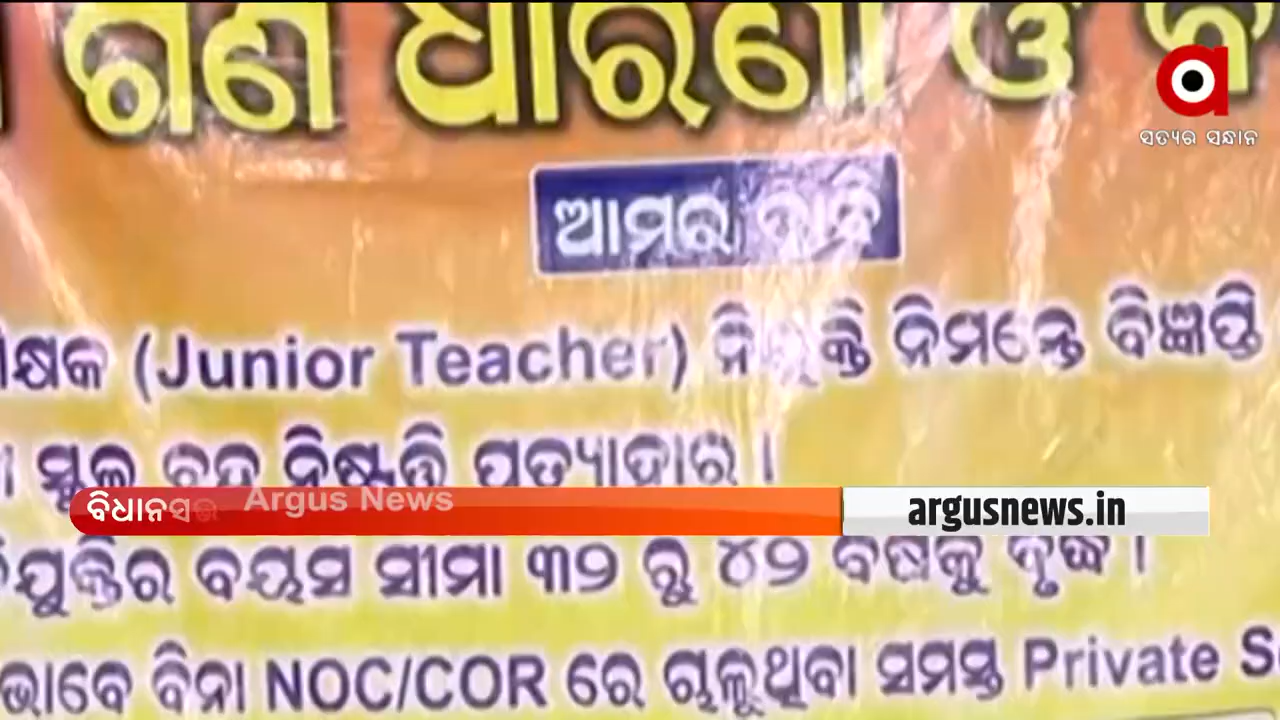 ଗଣ ଧାରଣା ଓ
ସତ୍ୟର ସନ୍ଧାନ
ଆମର ଦାବି
(Junior Teacher) ନିଯୁକ୍ତି ନିମନ୍ତେ ବିଜ୍ଞପ୍ତି
ସ୍କୁଲ ବନ୍ଦ ନିଷ୍ପତ୍ତି ପ୍ରତ୍ୟାହାର ।
ବିଧାନସଭା Argus News argusnews.in
ବୟସ ସୀମା ୩୨ ରୁ ୪୨ ବର୍ଷକୁ ବୃଦ୍ଧି ।
ବିନା NOC/COR ରେ ଚାଲୁଥିବା ସମସ୍ତ Private